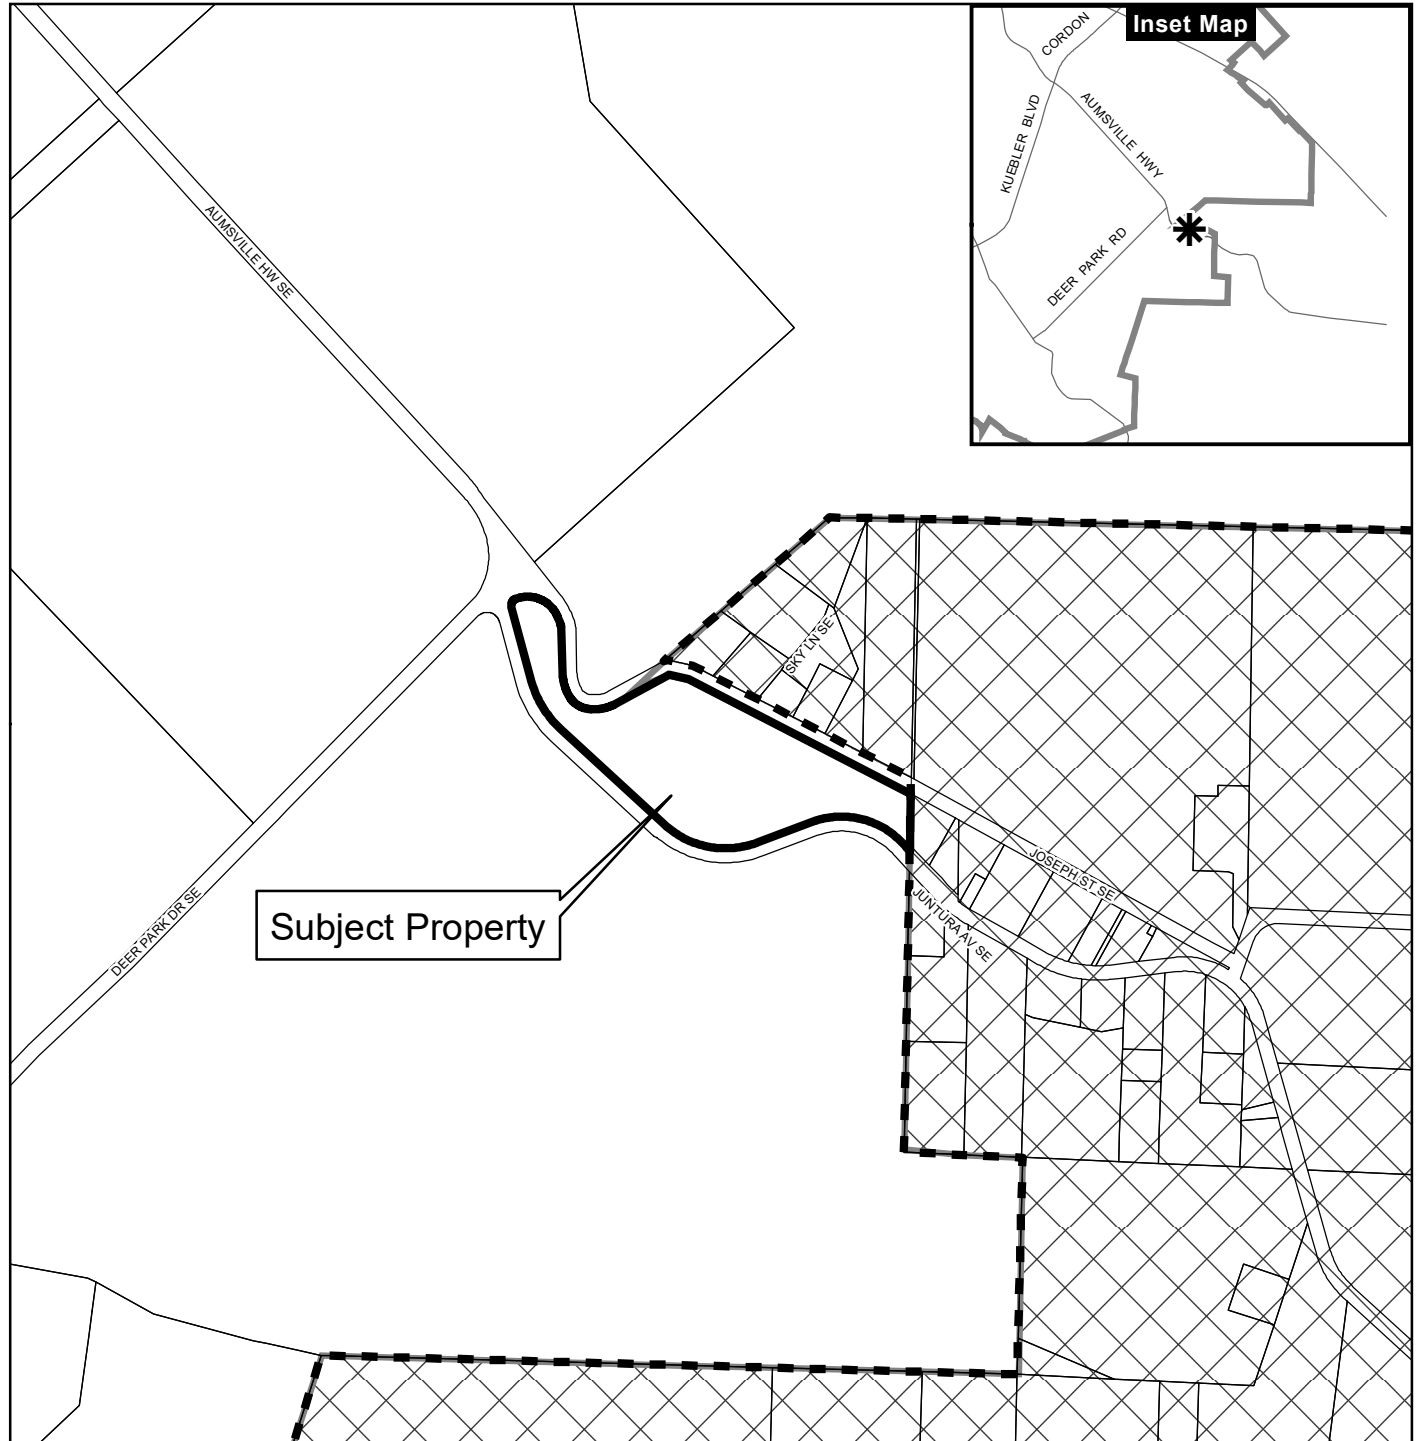 Inset Map
CORDON
KUEBLER BLVD
AUMSVILLE HWY
DEER PARK RD
AUMSVILLE HW SE
SKY LN SE
JOSEPH ST SE
JUNTURA AV SE
Subject Property
DEER PARK DR SE